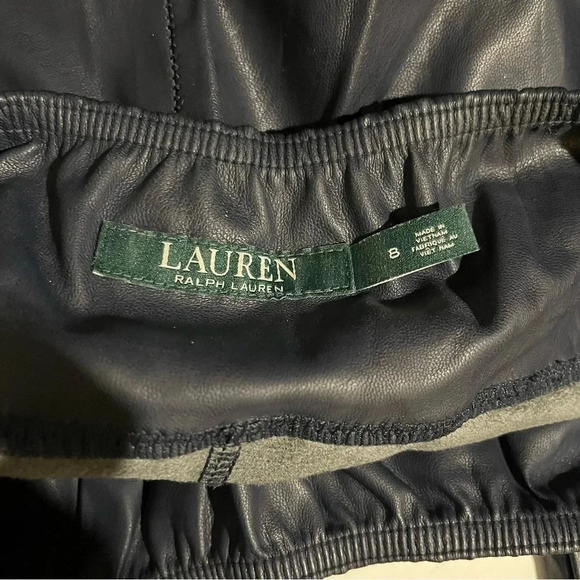 LAUREN
RALPH LAUREN
8
MADE IN
VIETNAM
FABRIQUÉ AU
VIET NAM